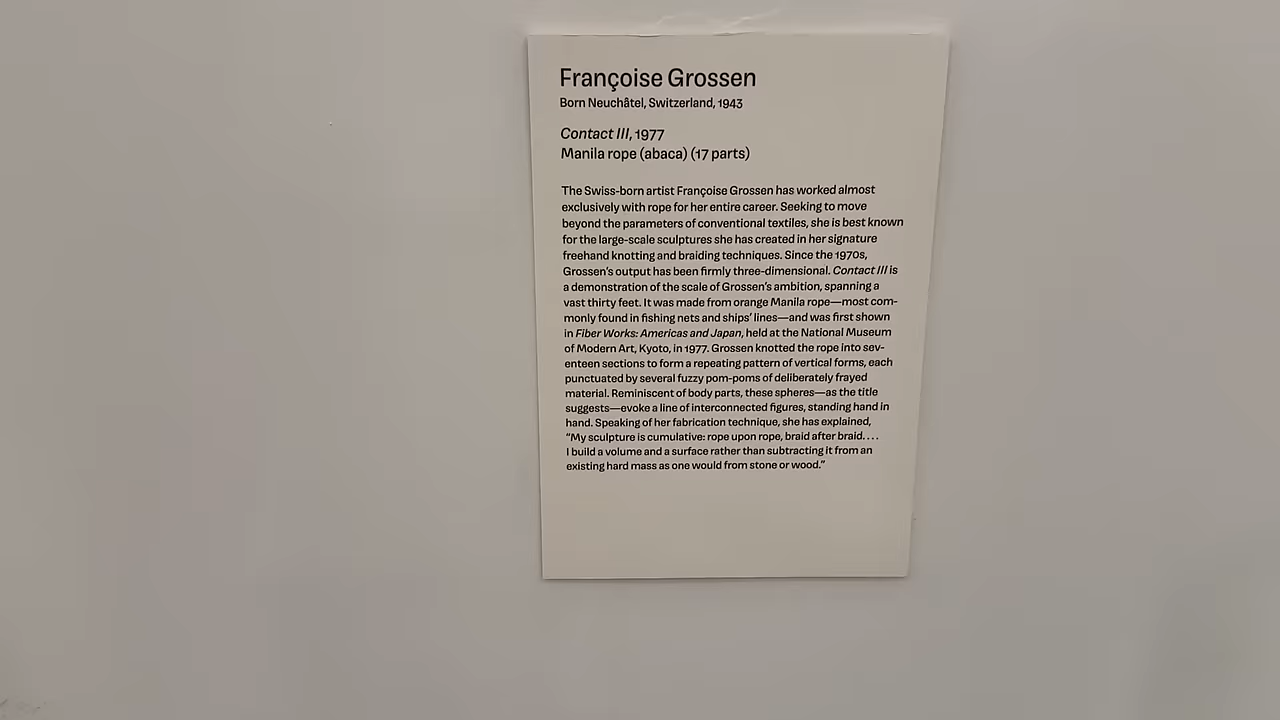 Françoise Grossen
Born Neuchâtel, Switzerland, 1943
Contact III, 1977
Manila rope (abaca) (17 parts)
The Swiss-born artist Françoise Grossen has worked almost
exclusively with rope for her entire career. Seeking to move
beyond the parameters of conventional textiles, she is best known
for the large-scale sculptures she has created in her signature
freehand knotting and braiding techniques. Since the 1970s,
Grossen’s output has been firmly three-dimensional. Contact III is
a demonstration of the scale of Grossen’s ambition, spanning a
vast thirty feet. It was made from orange Manila rope—most com-
monly found in fishing nets and ships’ lines—and was first shown
in Fiber Works: Americas and Japan, held at the National Museum
of Modern Art, Kyoto, in 1977. Grossen knotted the rope into sev-
enteen sections to form a repeating pattern of vertical forms, each
punctuated by several fuzzy pom-poms of deliberately frayed
material. Reminiscent of body parts, these spheres—as the title
suggests—evoke a line of interconnected figures, standing hand in
hand. Speaking of her fabrication technique, she has explained,
“My sculpture is cumulative: rope upon rope, braid after braid. . . .
I build a volume and a surface rather than subtracting it from an
existing hard mass as one would from stone or wood.”